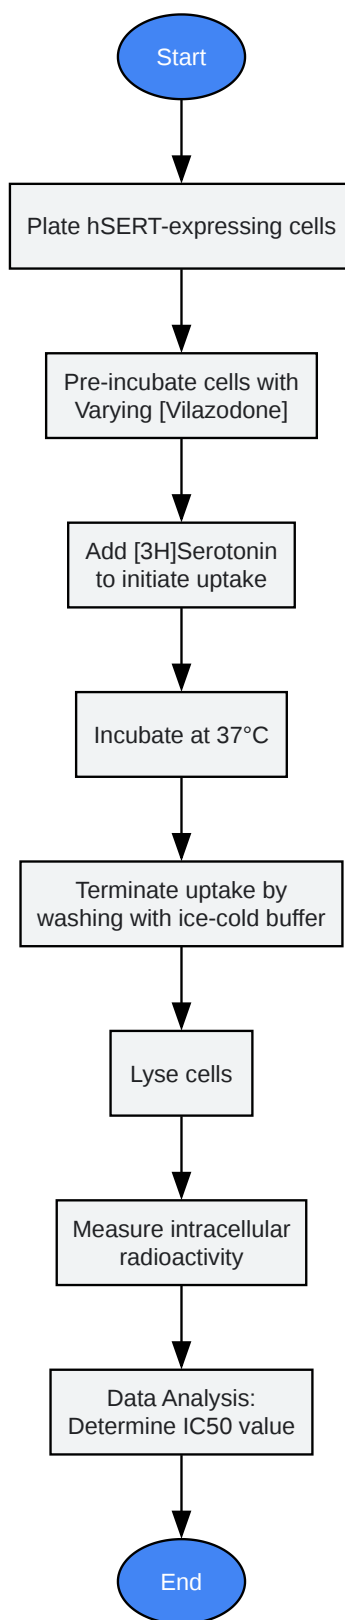 Start
Plate hSERT-expressing cells
Pre-incubate cells with
Varying [Vilazodone]
Add [3H]Serotonin
to initiate uptake
Incubate at 37°C
Terminate uptake by
washing with ice-cold buffer
Lyse cells
Measure intracellular
radioactivity
Data Analysis:
Determine IC50 value
End